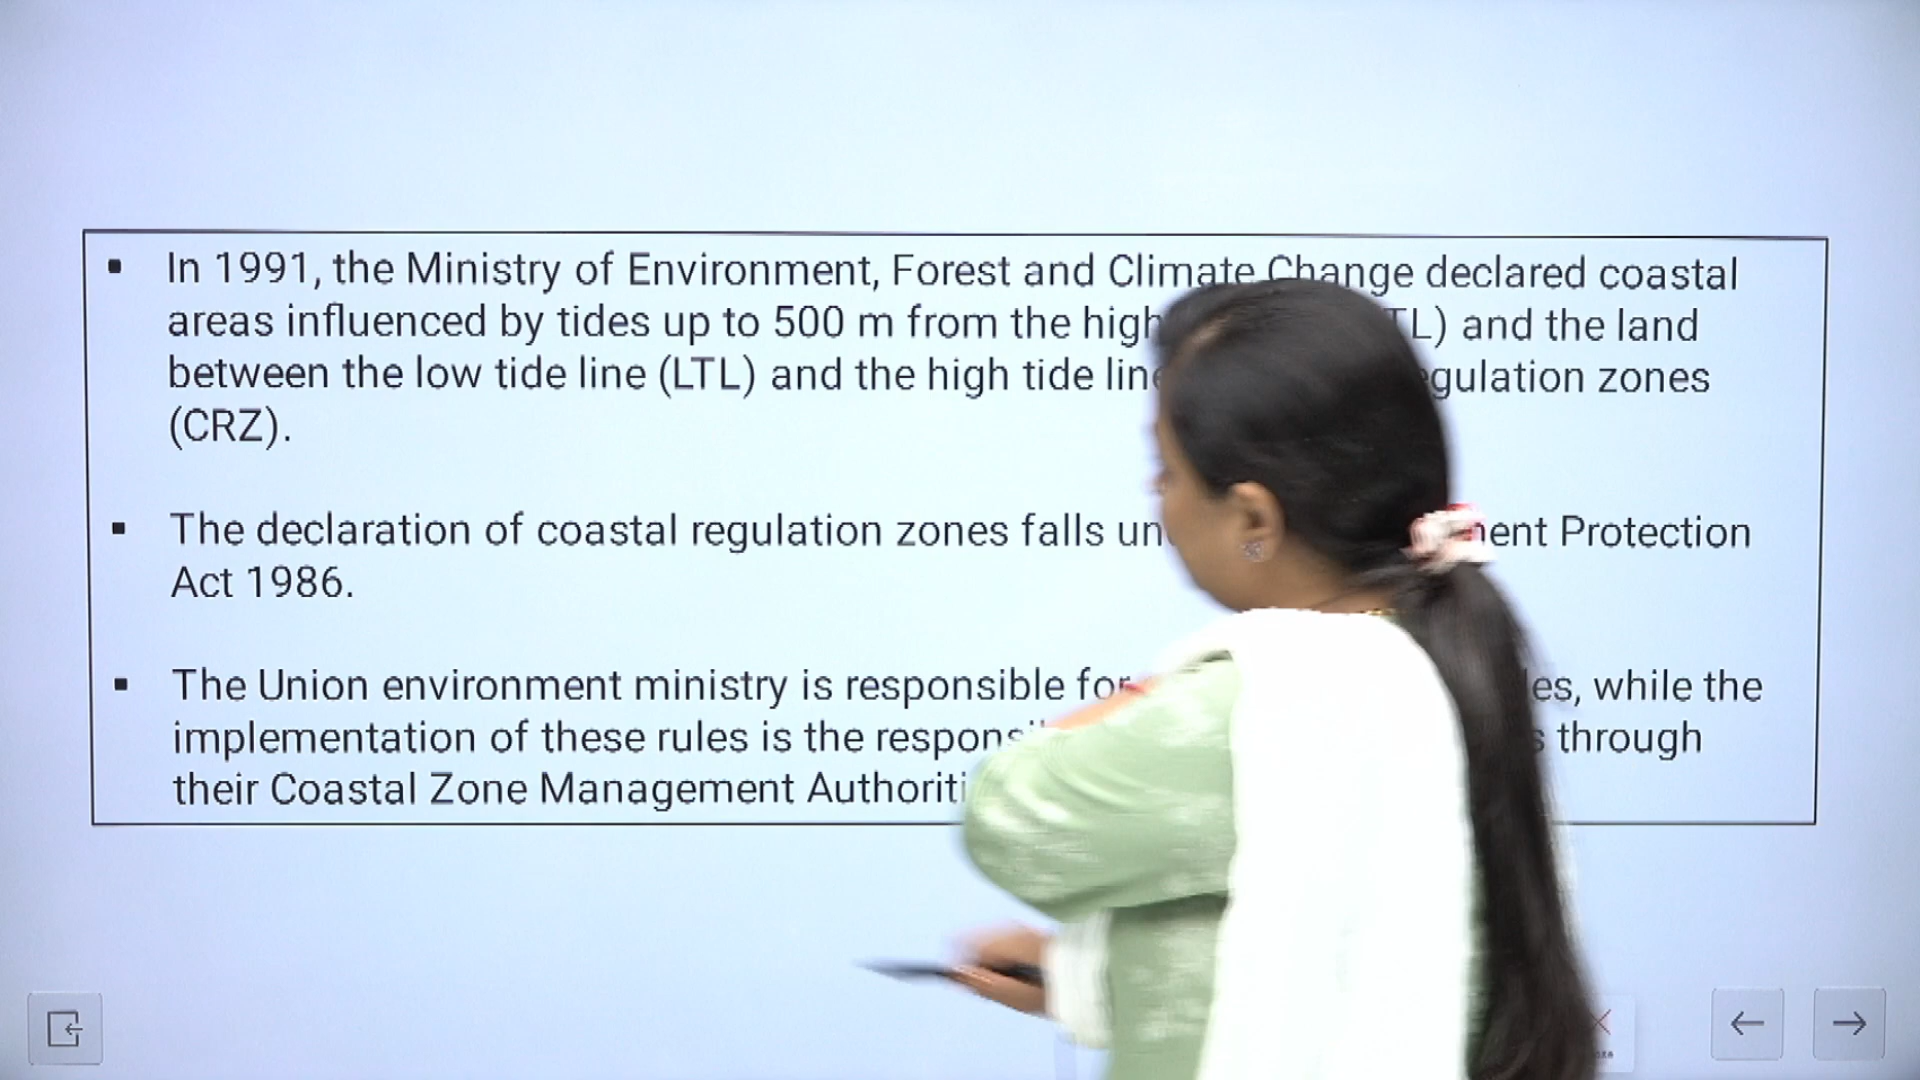 ▪ In 1991, the Ministry of Environment, Forest and Climate Change declared coastal
areas influenced by tides up to 500 m from the high TL) and the land
between the low tide line (LTL) and the high tide line gulation zones
(CRZ).
▪ The declaration of coastal regulation zones falls ent Protection
Act 1986.
▪ The Union environment ministry is responsible for es, while the
implementation of these rules is the through
their Coastal Zone Management